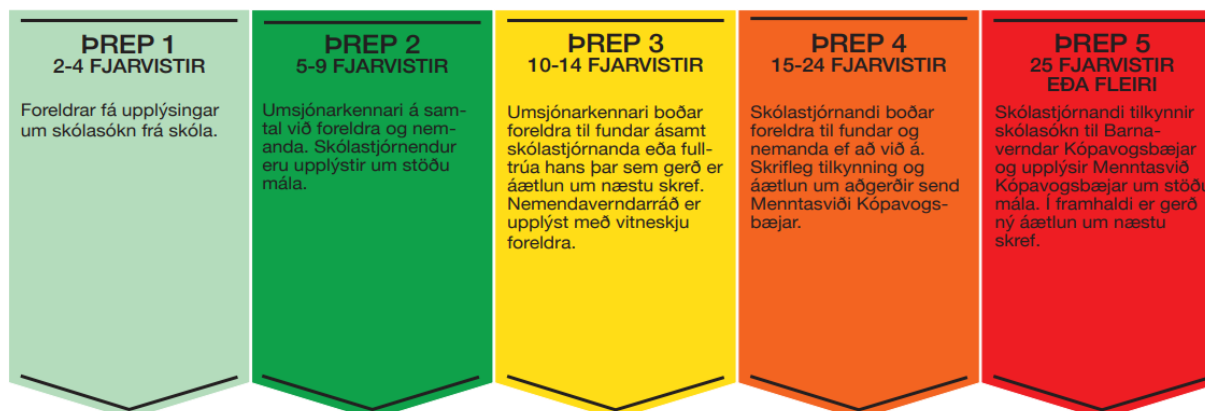 ÞREP 1
2-4 FJARVISTIR
Foreldrar fá upplýsingar
um skólasókn frá skóla.
ÞREP 2
5-9 FJARVISTIR
Umsjónarkennari á sam-
tal við foreldra og nem-
anda. Skólastjórnendur
eru upplýstir um stöðu
mála.
ÞREP 3
10-14 FJARVISTIR
Umsjónarkennari boðar
foreldra til fundar ásamt
skólastjórnanda eða full-
trúa hans þar sem gerð er
áætlun um næstu skref.
Nemendaverndarráð er
upplýst með vitneskju
foreldra.
ÞREP 4
15-24 FJARVISTIR
Skólastjórnandi boðar
foreldra til fundar og
nemanda ef að við á.
Skrifleg tilkynning og
áætlun um aðgerðir send
Menntasviði Kópavogs-
bæjar.
ÞREP 5
25 FJARVISTIR
EÐA FLEIRI
Skólastjórnandi tilkynnir
skólasókn til Barna-
verndar Kópavogsbæjar
og upplýsir Menntasvið
Kópavogsbæjar um stöðu
mála. Í framhaldi er gerð
ný áætlun um næstu
skref.